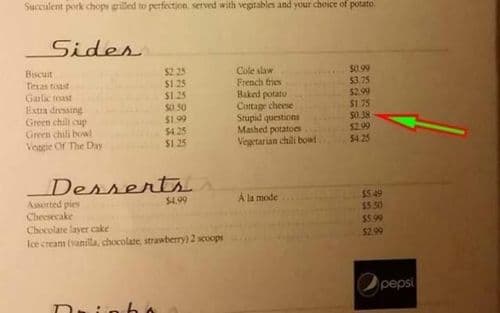 Succulent pork chops grilled to perfection, served with vegitables and your choice of potato.
Sides
Biscuit $2.25
Texas toast $1.25
Garlic toast $1.25
Extra dressing $0.50
Green chili cup $1.99
Green chili bowl $4.25
Veggie Of The Day $1.25
Cole slaw $0.99
French fries $3.75
Baked potato $2.99
Cottage cheese $1.75
Stupid questions $0.38
Mashed potatoes $2.99
Vegetarian chili bowl $4.25
Desserts
Assorted pies $4.99 À la mode $5.49
Cheesecake $5.50
Chocolate layer cake $5.99
Ice cream (vanilla, chocolate, strawberry) 2 scoops $2.99
pepsi